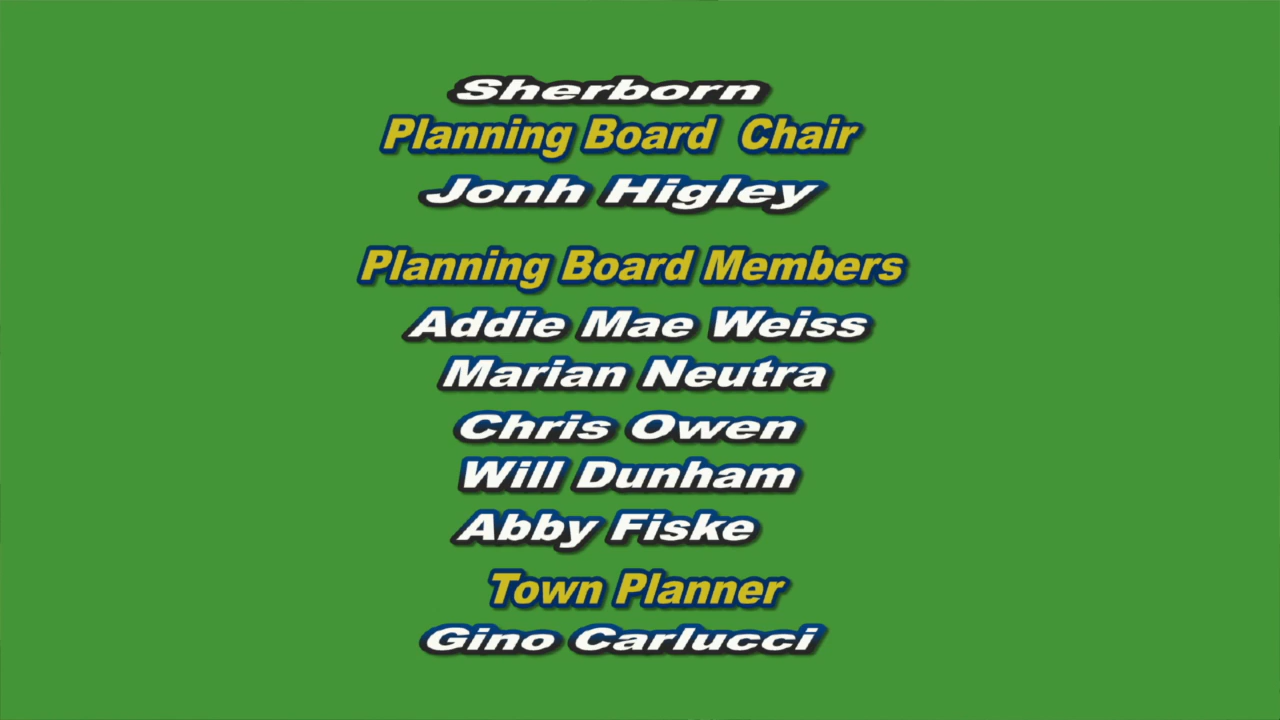 Sherborn
Planning Board Chair
Jonh Higley
Planning Board Members
Addie Mae Weiss
Marian Neutra
Chris Owen
Will Dunham
Abby Fiske
Town Planner
Gino Carlucci